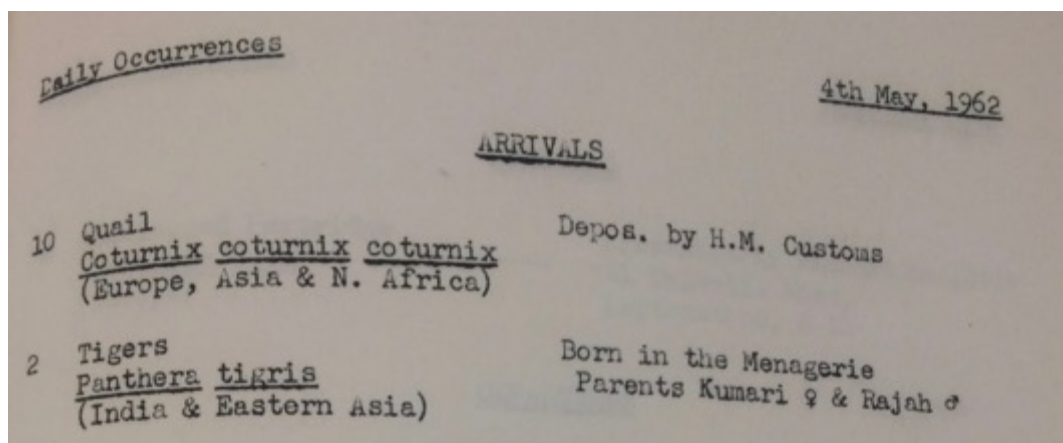 Daily Occurrences
4th May, 1962
ARRIVALS
10 Quail
Coturnix coturnix coturnix
(Europe, Asia & N. Africa)
Depos. by H.M. Customs
2 Tigers
Panthera tigris
(India & Eastern Asia)
Born in the Menagerie
Parents Kumari ♀ & Rajah ♂